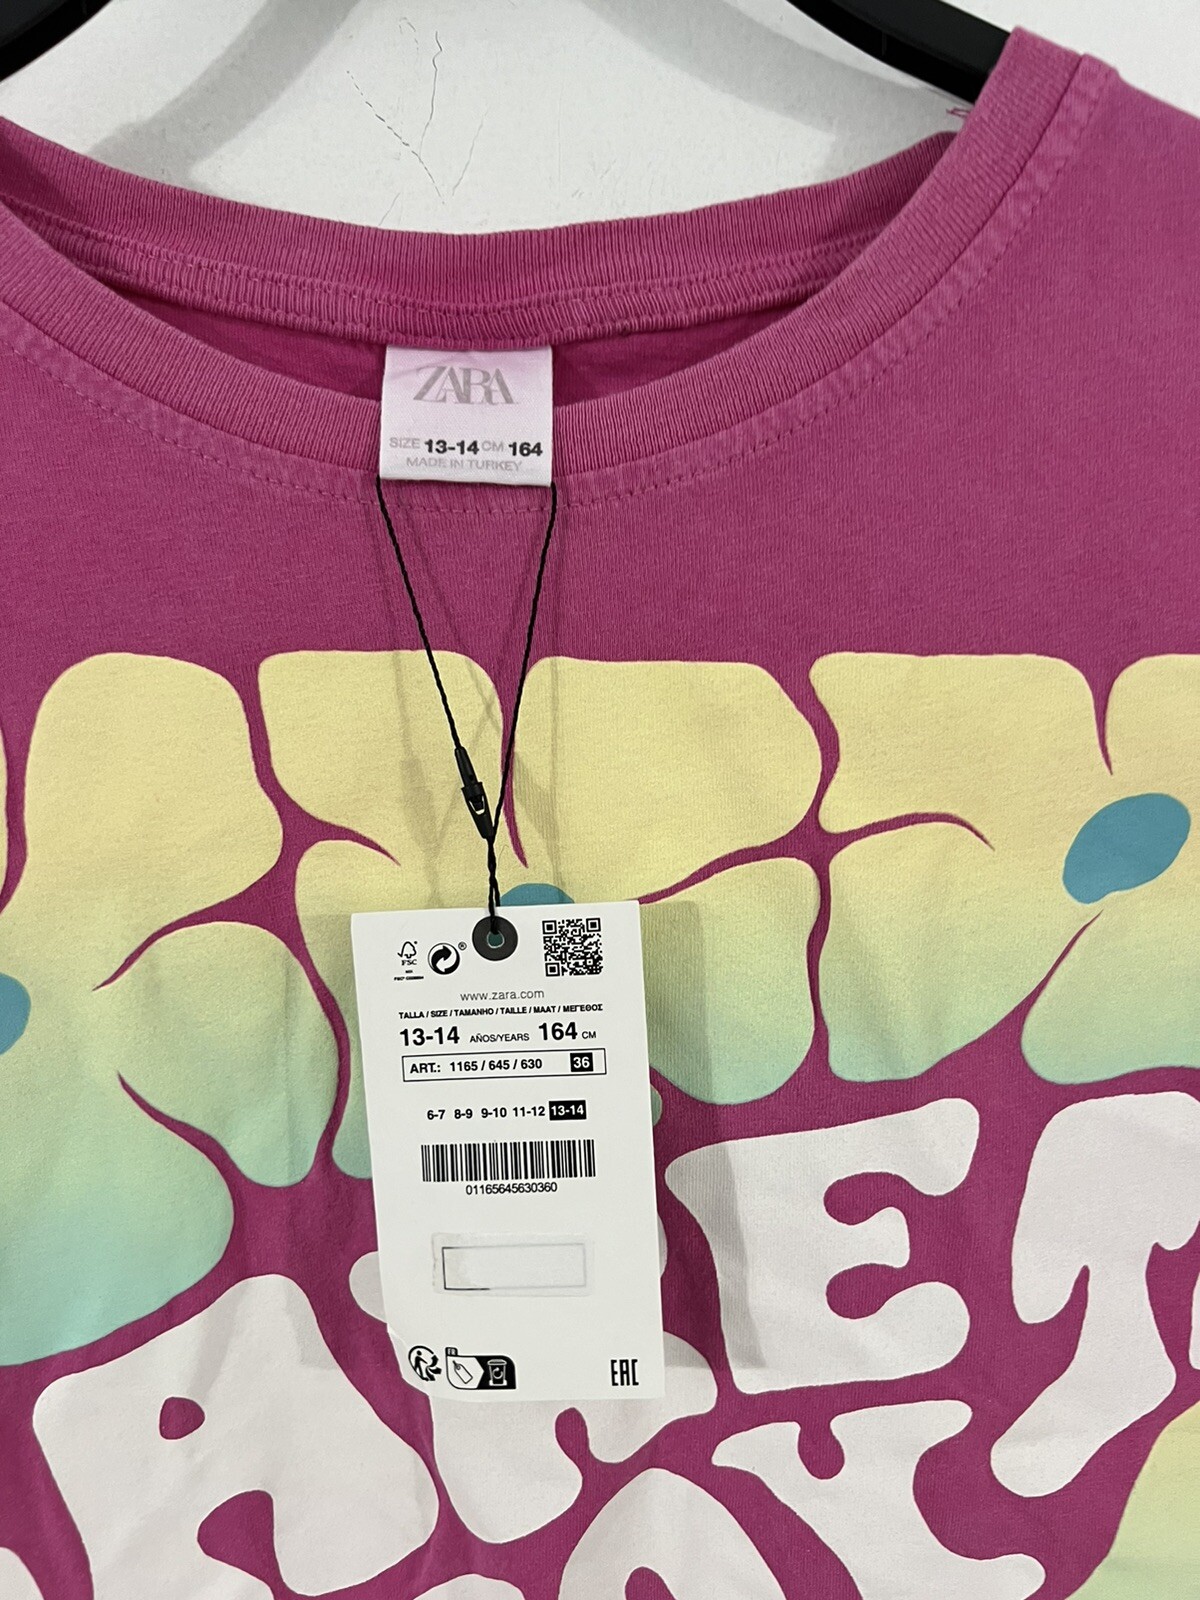 ZARA
SIZE 13-14 CM 164
MADE IN TURKEY
FSC
www.zara.com
TALLA / SIZE / TAMANHO / TAILLE / MAAT / ΜΕΓΕΘΟΣ
13-14 AÑOS/YEARS 164 CM
ART.: 1165 / 645 / 630 36
6-7 8-9 9-10 11-12 13-14
01165645630360
FR
EAC